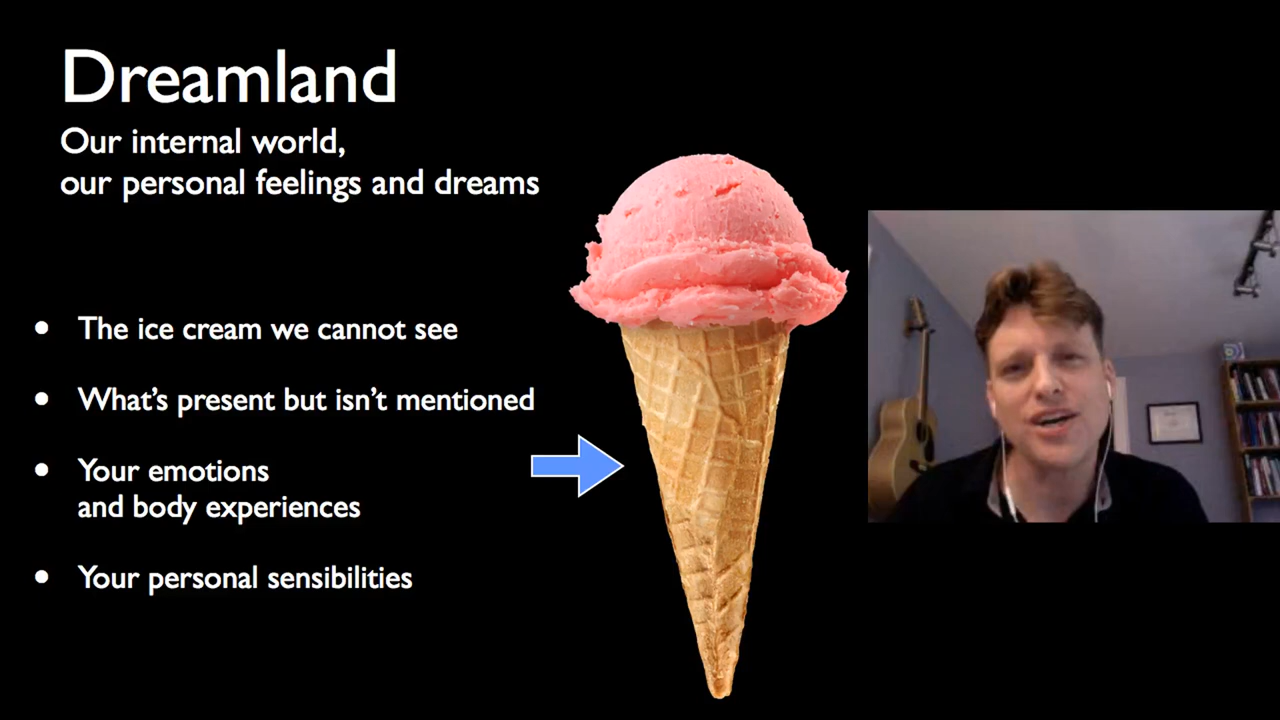 Dreamland
Our internal world,
our personal feelings and dreams
• The ice cream we cannot see
• What's present but isn't mentioned
• Your emotions
and body experiences
• Your personal sensibilities